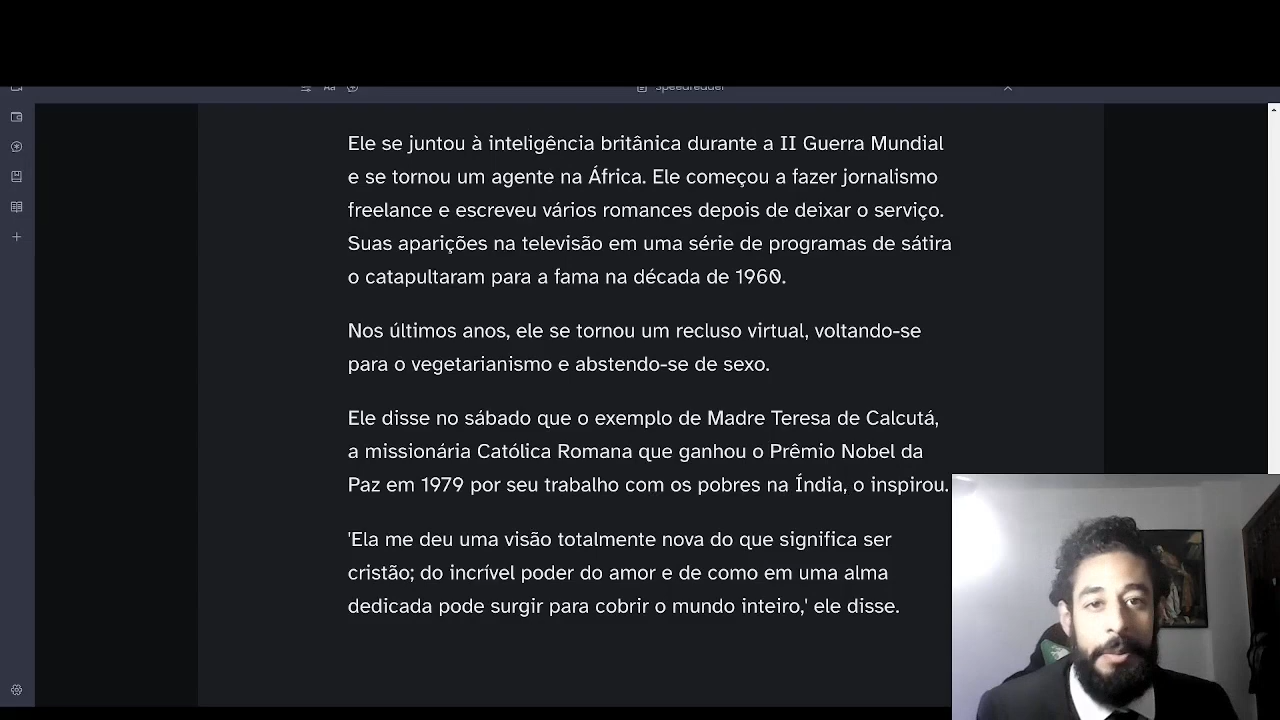 Aa
Speedreader
Ele se juntou à inteligência britânica durante a II Guerra Mundial
e se tornou um agente na África. Ele começou a fazer jornalismo
freelance e escreveu vários romances depois de deixar o serviço.
Suas aparições na televisão em uma série de programas de sátira
o catapultaram para a fama na década de 1960.
Nos últimos anos, ele se tornou um recluso virtual, voltando-se
para o vegetarianismo e abstendo-se de sexo.
Ele disse no sábado que o exemplo de Madre Teresa de Calcutá,
a missionária Católica Romana que ganhou o Prêmio Nobel da
Paz em 1979 por seu trabalho com os pobres na Índia, o inspirou.
'Ela me deu uma visão totalmente nova do que significa ser
cristão; do incrível poder do amor e de como em uma alma
dedicada pode surgir para cobrir o mundo inteiro,' ele disse.